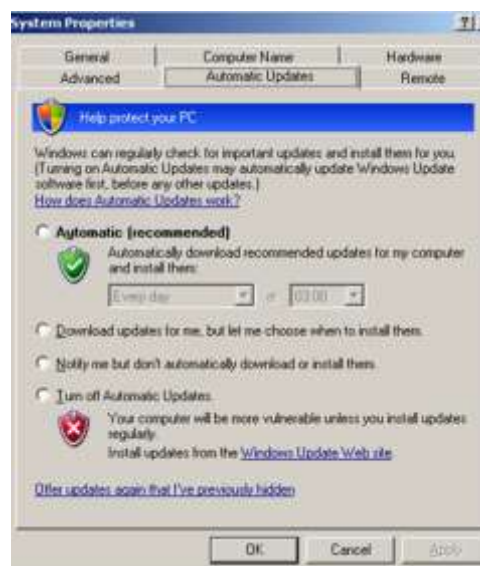 System Properties
General
Computer Name
Hardware
Advanced
Automatic Updates
Remote
Help protect your PC
Windows can regularly check for important updates and install them for you.
(Turning on Automatic Updates may automatically update Windows Update
software first, before any other updates.)
How does Automatic Updates work?
Automatic (recommended)
Automatically download recommended updates for my computer
and install them:
Every day
at
03:00
Download updates for me, but let me choose when to install them.
Notify me but don't automatically download or install them.
Turn off Automatic Updates.
Your computer will be more vulnerable unless you install updates
regularly.
Install updates from the Windows Update Web site.
Offer updates again that I've previously hidden
OK
Cancel
Apply